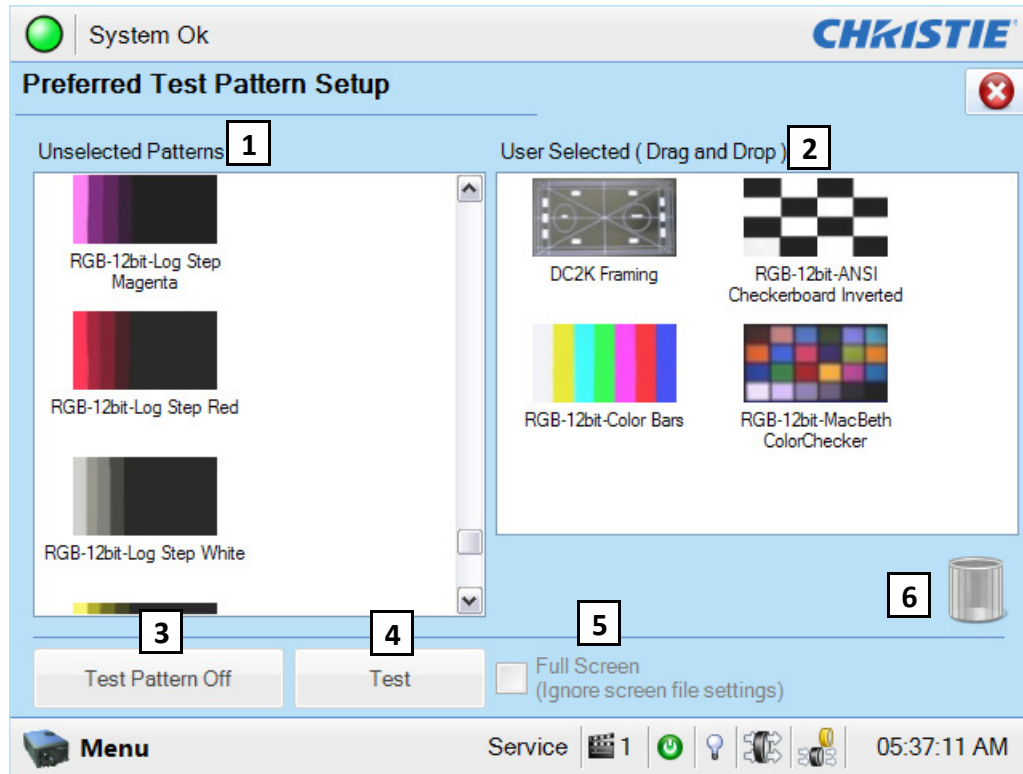 System Ok
CHRISTIE
Preferred Test Pattern Setup
Unselected Patterns
1
User Selected ( Drag and Drop )
2
RGB-12bit-Log Step
Magenta
RGB-12bit-Log Step Red
RGB-12bit-Log Step White
DC2K Framing
RGB-12bit-ANSI
Checkerboard Inverted
RGB-12bit-Color Bars
RGB-12bit-MacBeth
ColorChecker
6
3
4
5
Test Pattern Off
Test
Full Screen
(Ignore screen file settings)
Menu
Service
1
05:37:11 AM